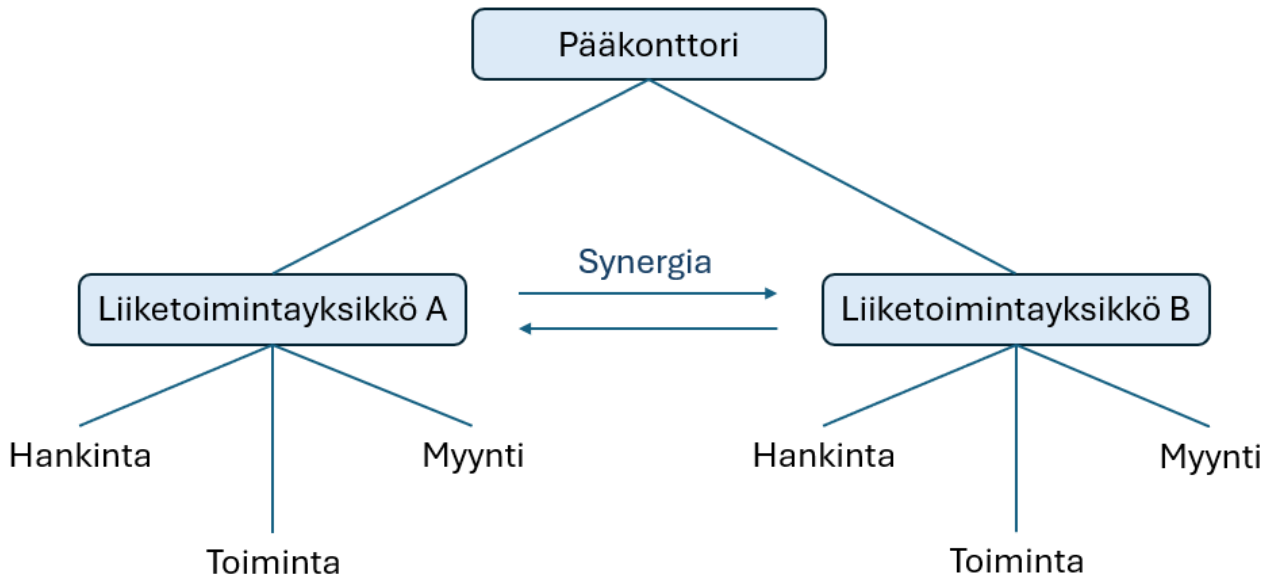 Pääkonttori
Synergia
Liiketoimintayksikkö A
Liiketoimintayksikkö B
Hankinta
Myynti
Hankinta
Myynti
Toiminta
Toiminta